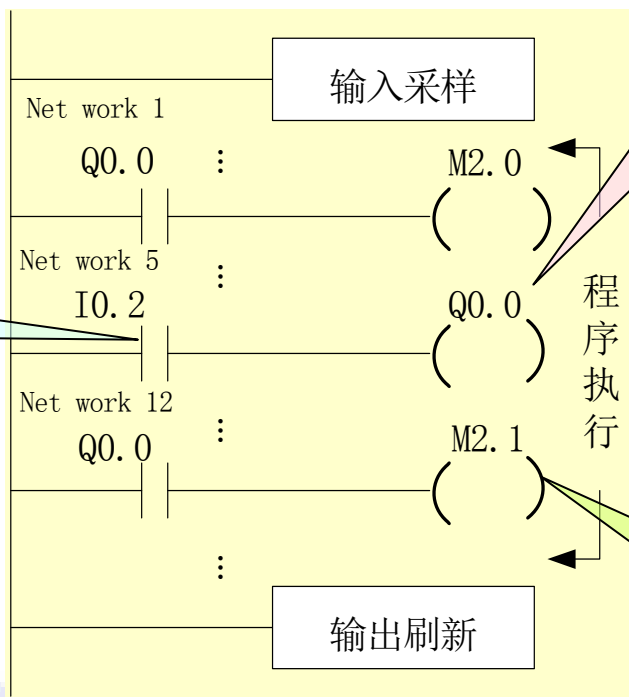 输入采样
Net work 1
Q0.0 ⋮ M2.0
Net work 5
⋮
I0.2 Q0.0
程序执行
Net work 12
Q0.0 ⋮ M2.1
⋮
输出刷新